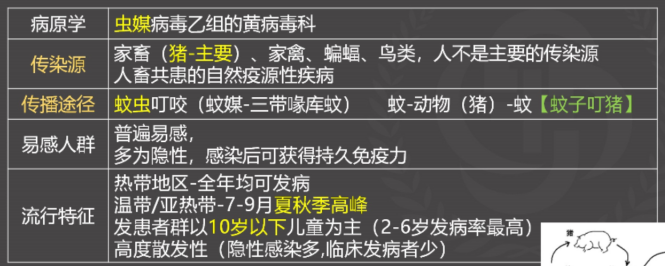 病原学 虫媒病毒乙组的黄病毒科
传染源 家畜（猪-主要）、家禽、蝙蝠、鸟类，人不是主要的传染源
人畜共患的自然疫源性疾病
传播途径 蚊虫叮咬（蚊媒-三带喙库蚊） 蚊-动物（猪）-蚊【蚊子叮猪】
易感人群 普遍易感，
多为隐性，感染后可获得持久免疫力
流行特征 热带地区-全年均可发病
温带/亚热带-7-9月夏秋季高峰
发患者群以10岁以下儿童为主（2-6岁发病率最高）
高度散发性（隐性感染多,临床发病者少）
猪